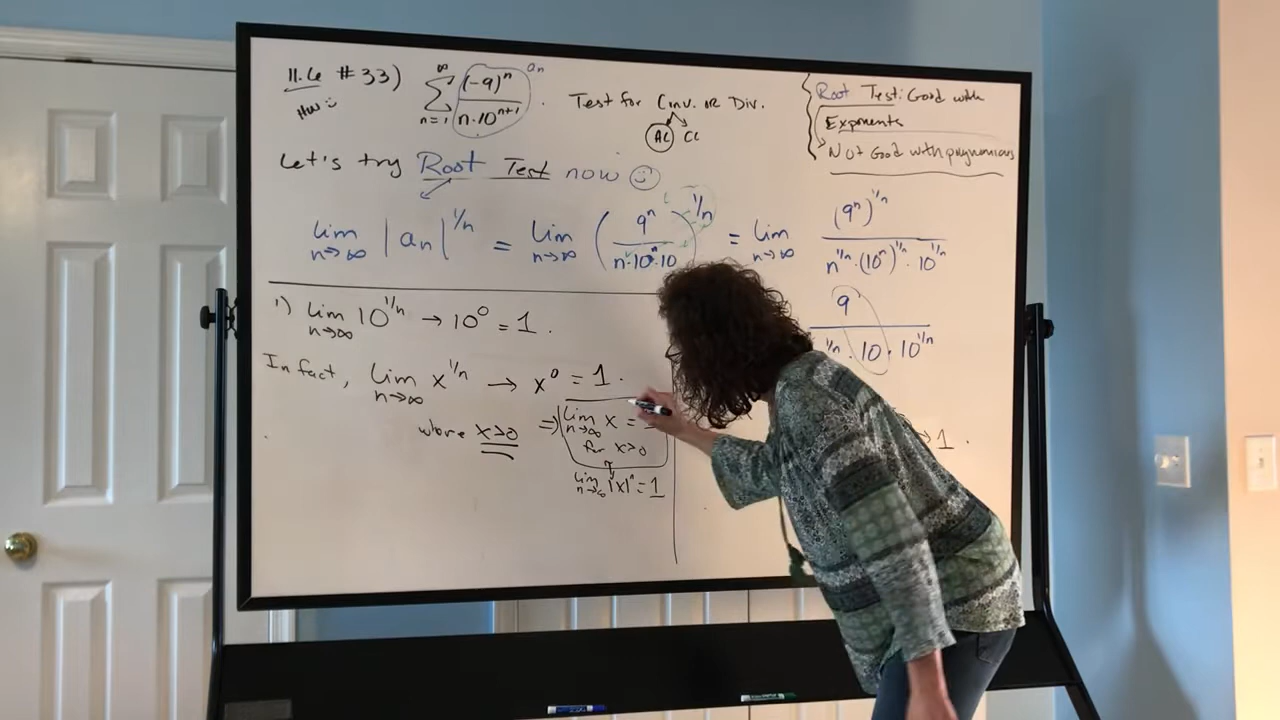 11.6 #33) ∞ Σ n=1 (-9)^n / n·10^(n+1) . an Test for Conv. or Div.
HW
AC CC
Root Test: Good with
Exponents
Not Good with polynomials
Let's try Root Test now
lim n→∞ |an|^(1/n) = lim n→∞ ( 9^n / n·10^n·10 )^(1/n) = lim n→∞ (9^n)^(1/n) / n^(1/n)·(10^n)^(1/n)·10^(1/n)
9 / ^(1/n)·10·10^(1/n)
1) lim n→∞ 10^(1/n) → 10^0 = 1.
In fact, lim n→∞ x^(1/n) → x^0 = 1.
where x>0 ⇒ lim n→∞ x =
for x>0
lim n→∞ |x|^n = 1
→ 1.